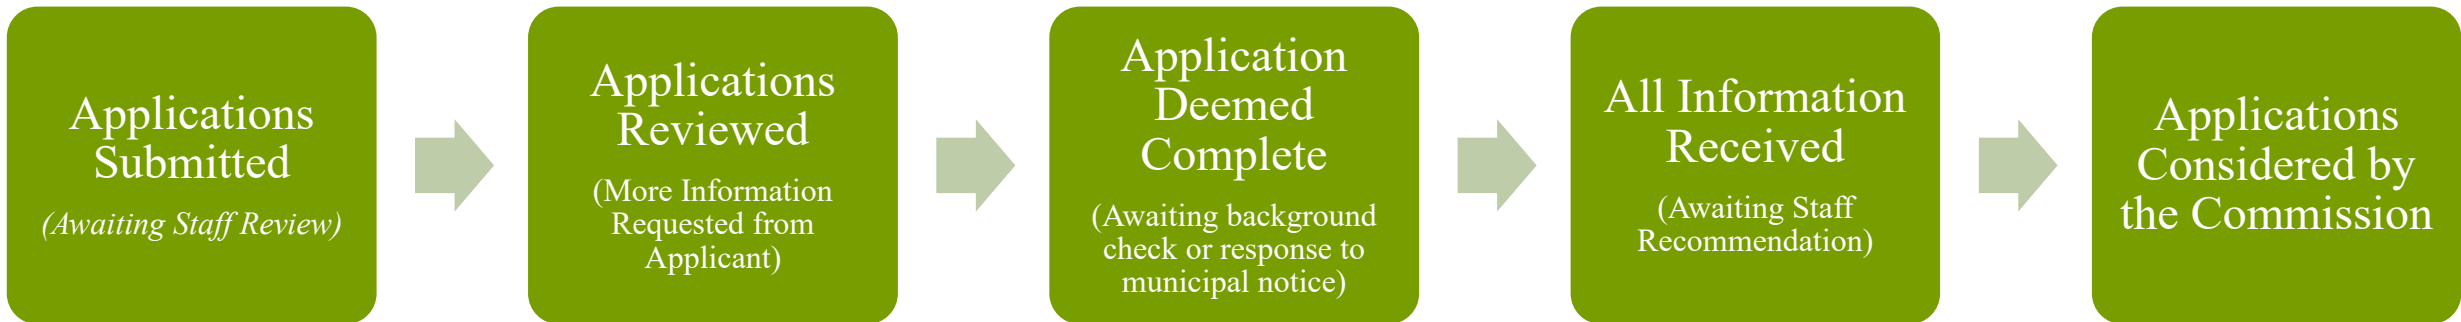 Applications
Submitted
(Awaiting Staff Review)
Applications
Reviewed
(More Information
Requested from
Applicant)
Application
Deemed
Complete
(Awaiting background
check or response to
municipal notice)
All Information
Received
(Awaiting Staff
Recommendation)
Applications
Considered by
the Commission